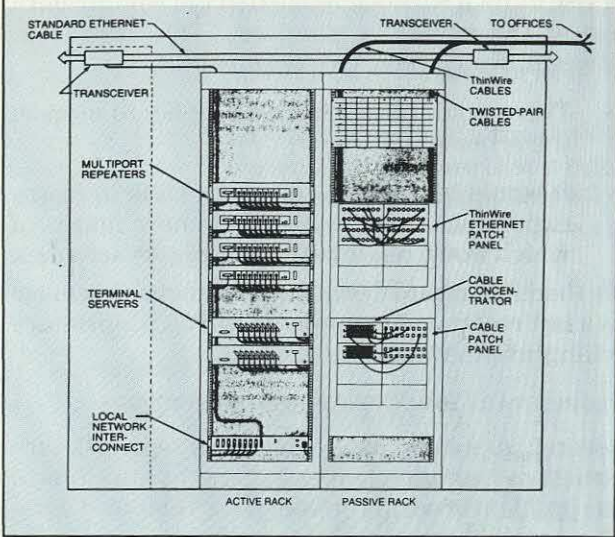 STANDARD ETHERNET
CABLE
TRANSCEIVER
TO OFFICES
TRANSCEIVER
ThinWire
CABLES
TWISTED-PAIR
CABLES
MULTIPORT
REPEATERS
ThinWire
ETHERNET
PATCH
PANEL
TERMINAL
SERVERS
CABLE
CONCEN-
TRATOR
CABLE
PATCH
PANEL
LOCAL
NETWORK
INTER-
CONNECT
ACTIVE RACK
PASSIVE RACK